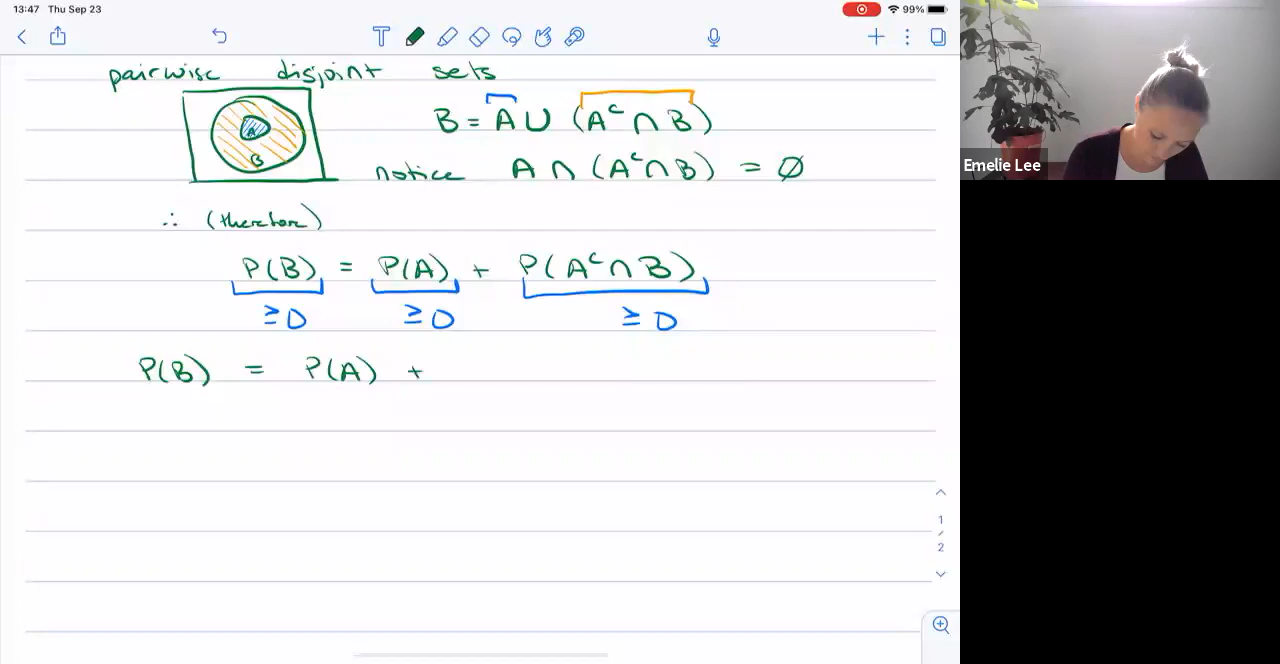 13:47 Thu Sep 23
99%
T
pairwise disjoint sets
A
B
B = A ∪ (Aᶜ ∩ B)
notice A ∩ (Aᶜ ∩ B) = ∅
∴ (therefore)
P(B) = P(A) + P(Aᶜ ∩ B)
≥ 0 ≥ 0 ≥ 0
P(B) = P(A) +
1
/
2
Emelie Lee